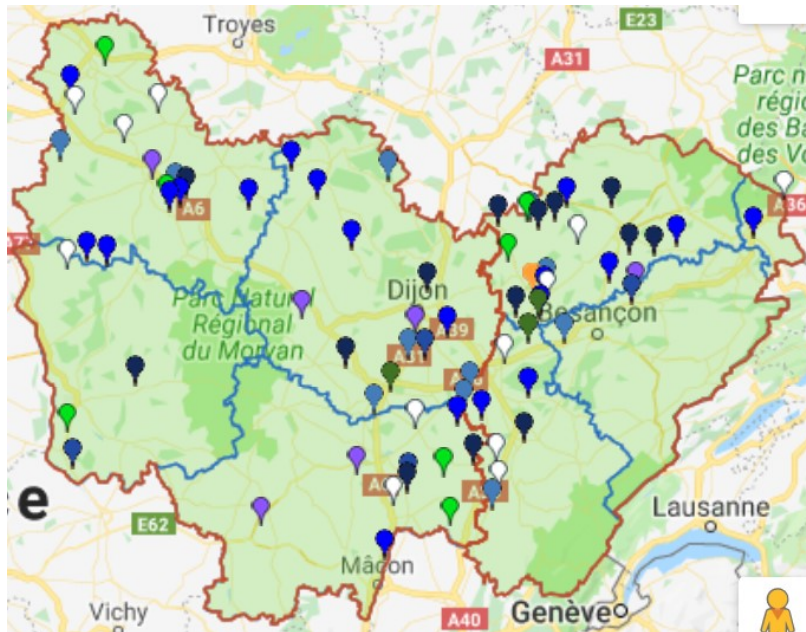 Troyes
E23
A31
Parc n
régi
des B
des Vo
A36
A6
Dijon
Parc Naturel
Régional
du Morvan
A39
A31
Besançon
e
E62
Lausanne
Mâcon
Vichy
A40
Genève